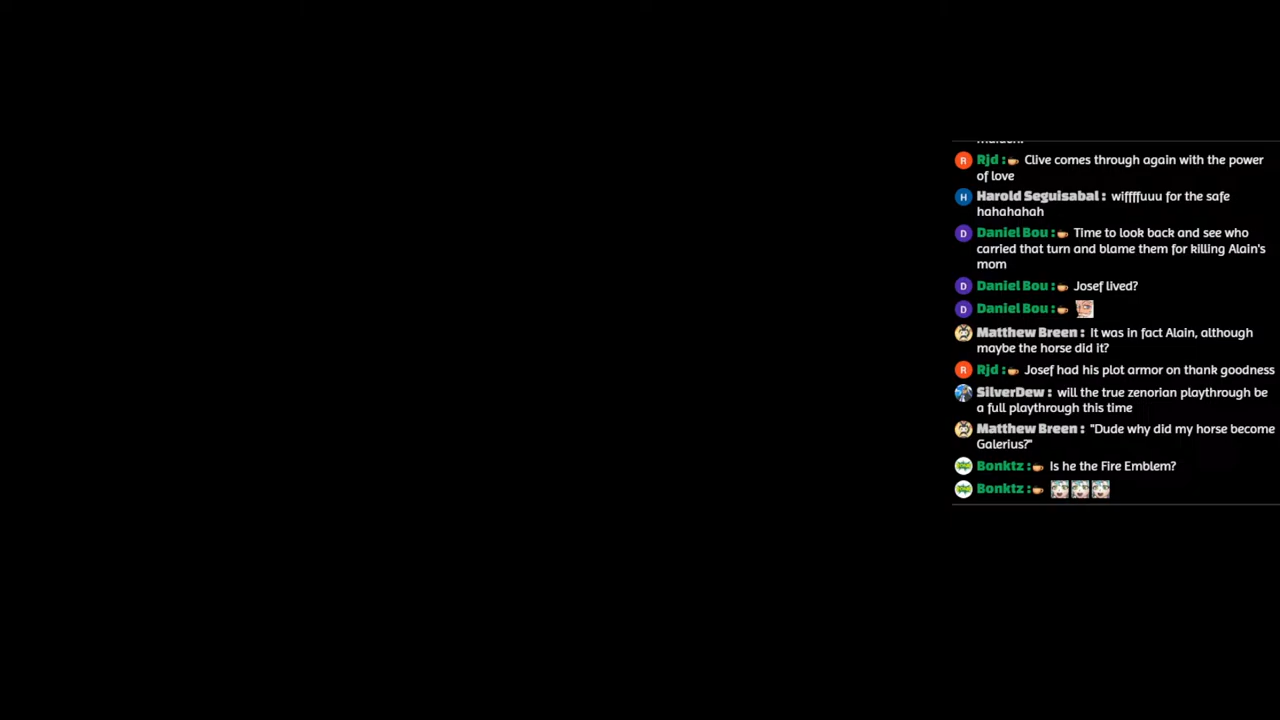 Rjd : Clive comes through again with the power
of love
Harold Seguisabal : wiffffuuu for the safe
hahahahah
Daniel Bou : Time to look back and see who
carried that turn and blame them for killing Alain's
mom
Daniel Bou : Josef lived?
Daniel Bou :
Matthew Breen : It was in fact Alain, although
maybe the horse did it?
Rjd : Josef had his plot armor on thank goodness
SilverDew : will the true zenorian playthrough be
a full playthrough this time
Matthew Breen : "Dude why did my horse become
Galerius?"
Bonktz : Is he the Fire Emblem?
Bonktz :